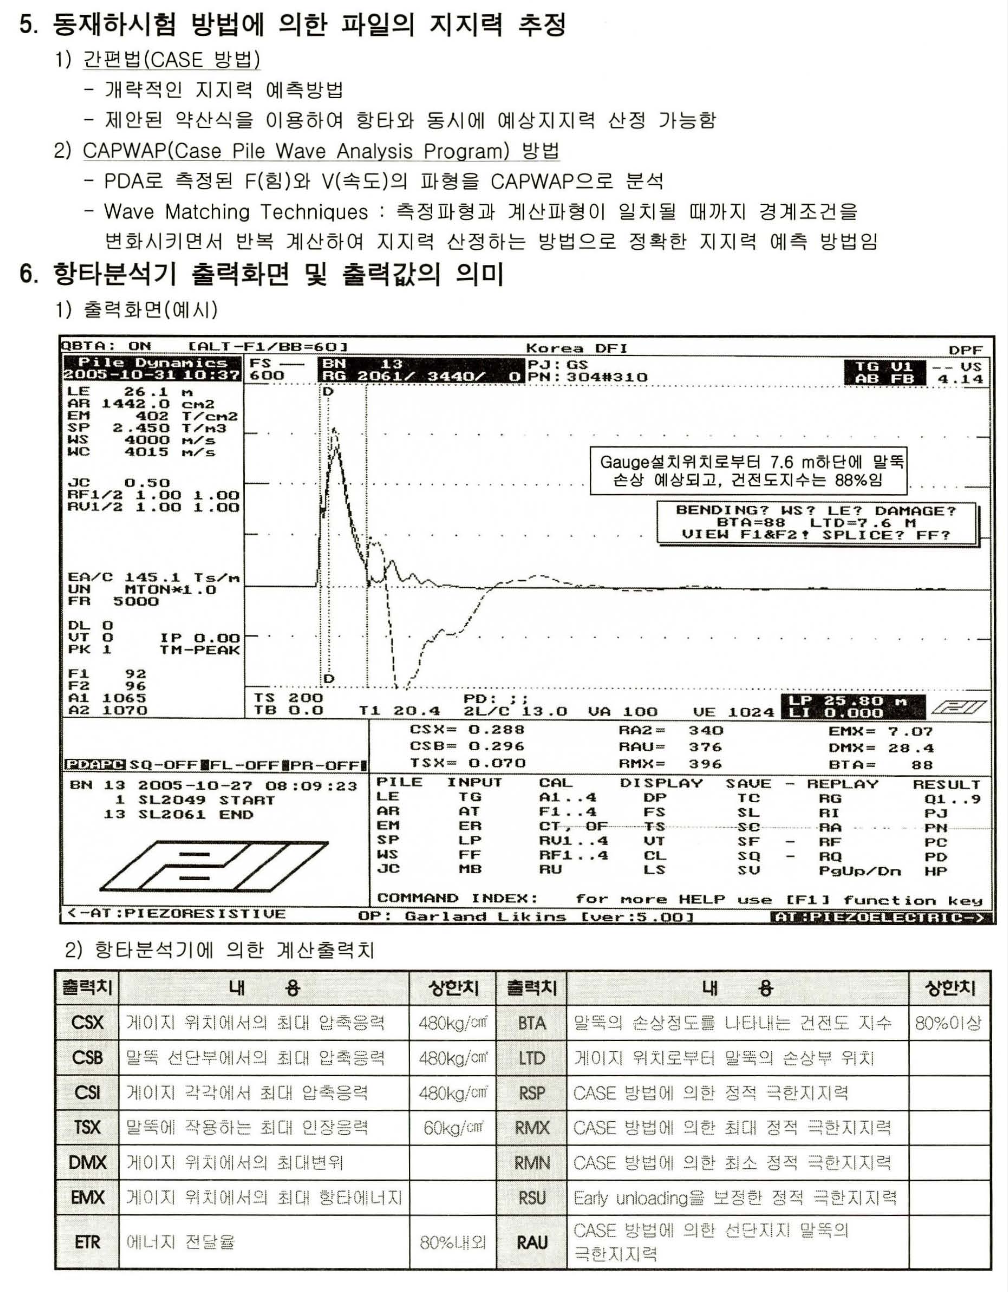 5. 동재하시험 방법에 의한 파일의 지지력 추정
1) 간편법(CASE 방법)
- 개략적인 지지력 예측방법
- 제안된 약산식을 이용하여 항타와 동시에 예상지지력 산정 가능함
2) CAPWAP(Case Pile Wave Analysis Program) 방법
- PDA로 측정된 F(힘)와 V(속도)의 파형을 CAPWAP으로 분석
- Wave Matching Techniques : 측정파형과 계산파형이 일치될 때까지 경계조건을
변화시키면서 반복 계산하여 지지력 산정하는 방법으로 정확한 지지력 예측 방법임
6. 항타분석기 출력화면 및 출력값의 의미
1) 출력화면(예시)
QBTA: ON [ALT-F1/BB=60] Korea DFI DPF
Pile Dynamics FS —— BN 13 PJ: GS TG V1 -- VS
2005-10-31 10:37 600 RG 2061/ 3440/ 0 PN: 304#310 AB FB 4.14
LE 26.1 m D
AR 1442.0 cm2
EM 402 T/cm2
SP 2.450 T/m3
WS 4000 m/s
WC 4015 m/s
Gauge설치위치로부터 7.6 m하단에 말뚝
손상 예상되고, 건전도지수는 88%임
JC 0.50
RF1/2 1.00 1.00
RV1/2 1.00 1.00
BENDING? WS? LE? DAMAGE?
BTA=88 LTD=7.6 M
VIEW F1&F2! SPLICE? FF?
EA/C 145.1 Ts/m
UN MTON*1.0
FR 5000
DL 0
VT 0 IP 0.00
PK 1 TM-PEAK
F1 92 D
F2 96
A1 1065 TS 200 PD: ;; LP 25.80 m
A2 1070 TB 0.0 T1 20.4 2L/C 13.0 VA 100 VE 1024 LI 0.000
CSX= 0.288 RA2= 340 EMX= 7.07
CSB= 0.296 RAU= 376 DMX= 28.4
PDAPC SQ-OFF FL-OFF PR-OFF TSX= 0.070 RMX= 396 BTA= 88
BN 13 2005-10-27 08:09:23
1 SL2049 START
13 SL2061 END
PILE INPUT CAL DISPLAY SAVE - REPLAY RESULT
LE TG A1..4 DP TC RG Q1..9
AR AT F1..4 FS SL RI PJ
EM ER CT, OF TS SC RA PN
SP LP RV1..4 VT SF - RF PC
WS FF RF1..4 CL SQ - RQ PD
JC MB RU LS SV PgUp/Dn HP
COMMAND INDEX: for more HELP use [F1] function key
<-AT:PIEZORESISTIVE OP: Garland Likins [ver:5.00] AT:PIEZOELECTRIC->
2) 항타분석기에 의한 계산출력치
출력치 내 용 상한치 출력치 내 용 상한치
CSX 게이지 위치에서의 최대 압축응력 480kg/㎠ BTA 말뚝의 손상정도를 나타내는 건전도 지수 80%이상
CSB 말뚝 선단부에서의 최대 압축응력 480kg/㎠ LTD 게이지 위치로부터 말뚝의 손상부 위치
CSI 게이지 각각에서 최대 압축응력 480kg/㎠ RSP CASE 방법에 의한 정적 극한지지력
TSX 말뚝에 작용하는 최대 인장응력 60kg/㎠ RMX CASE 방법에 의한 최대 정적 극한지지력
DMX 게이지 위치에서의 최대변위 RMN CASE 방법에 의한 최소 정적 극한지지력
EMX 게이지 위치에서의 최대 항타에너지 RSU Early unloading을 보정한 정적 극한지지력
ETR 에너지 전달율 80%내외 RAU CASE 방법에 의한 선단지지 말뚝의
극한지지력